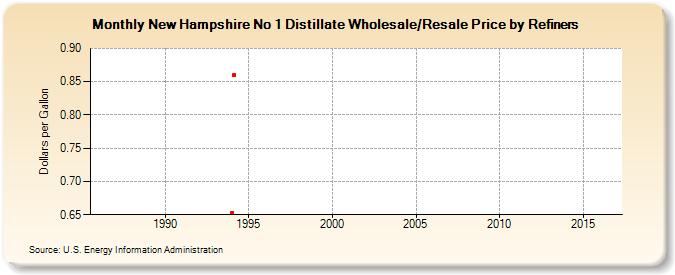 Monthly New Hampshire No 1 Distillate Wholesale/Resale Price by Refiners
Dollars per Gallon
0.90
0.85
0.80
0.75
0.70
0.65
1990 1995 2000 2005 2010 2015
Source: U.S. Energy Information Administration